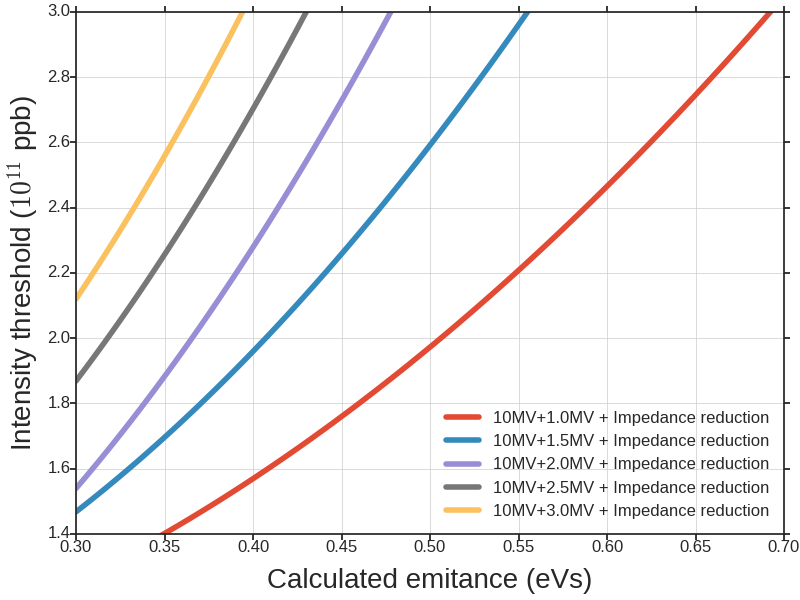 3.0
2.8
2.6
2.4
2.2
2.0
1.8
1.6
1.4
Intensity threshold (10^11 ppb)
10MV+1.0MV + Impedance reduction
10MV+1.5MV + Impedance reduction
10MV+2.0MV + Impedance reduction
10MV+2.5MV + Impedance reduction
10MV+3.0MV + Impedance reduction
0.30 0.35 0.40 0.45 0.50 0.55 0.60 0.65 0.70
Calculated emitance (eVs)